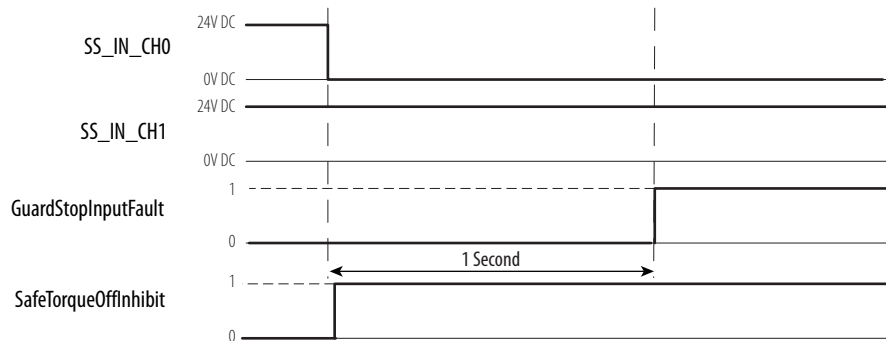 24V DC
SS_IN_CH0
0V DC
24V DC
SS_IN_CH1
0V DC
1
GuardStopInputFault
0
1 Second
1
SafeTorqueOffInhibit
0